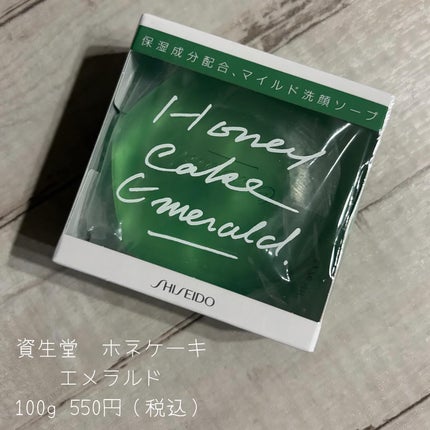 保湿成分配合、マイルド洗顔ソープ
Honey
Cake
Emerald.
SHISEIDO
資生堂 ホネケーキ
エメラルド
100g 550円(税込)